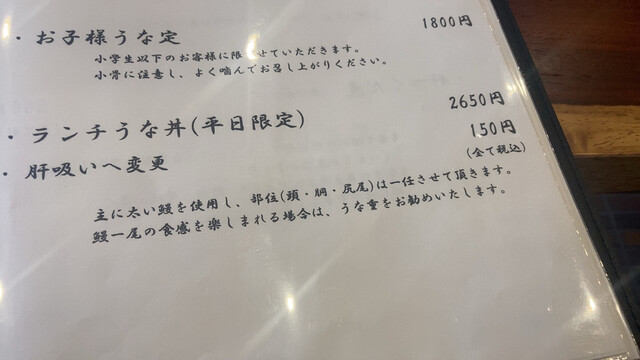 ・お子様うな定 1800円
小学生以下のお客様に限らせていただきます。
小骨に注意し、よく噛んでお召し上がりください。
・ランチうな丼(平日限定) 2650円
・肝吸いへ変更 150円
(全て税込)
主に太い鰻を使用し、部位(頭・胴・尻尾)は一任させて頂きます。
鰻一尾の食感を楽しまれる場合は、うな重をお勧めいたします。